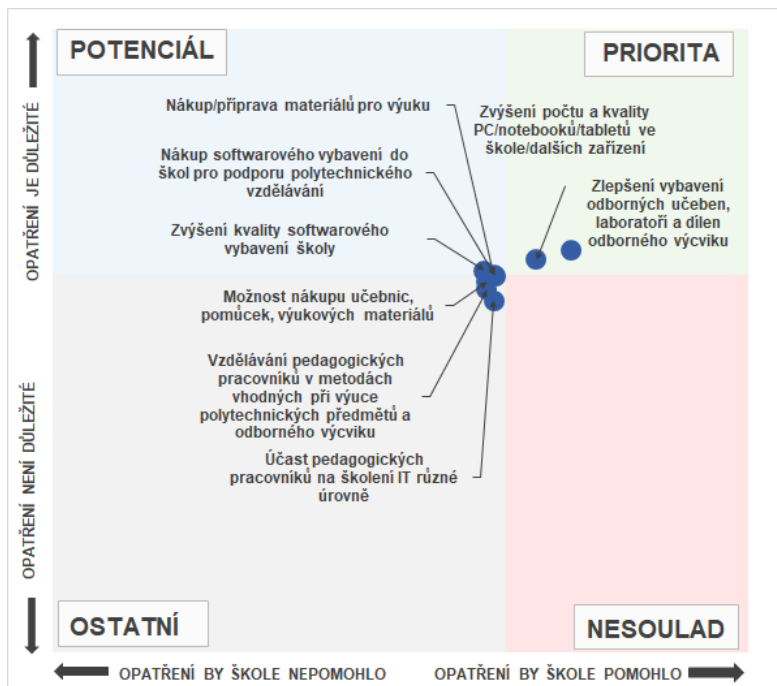 POTENCIÁL
PRIORITA
Nákup/příprava materiálů pro výuku
Nákup softwarového vybavení do
škol pro podporu polytechnického
vzdělávání
Zvýšení kvality softwarového
vybavení školy
Zvýšení počtu a kvality
PC/notebooků/tabletů ve
škole/dalších zařízení
Zlepšení vybavení
odborných učeben,
laboratoří a dílen
odborného výcviku
Možnost nákupu učebnic,
pomůcek, výukových materiálů
Vzdělávání pedagogických
pracovníků v metodách
vhodných při výuce
polytechnických předmětů a
odborného výcviku
Účast pedagogických
pracovníků na školení IT různé
úrovně
OSTATNÍ
NESOULAD
OPATŘENÍ JE DŮLEŽITÉ
OPATŘENÍ NENÍ DŮLEŽITÉ
OPATŘENÍ BY ŠKOLE NEPOMOHLO
OPATŘENÍ BY ŠKOLE POMOHLO